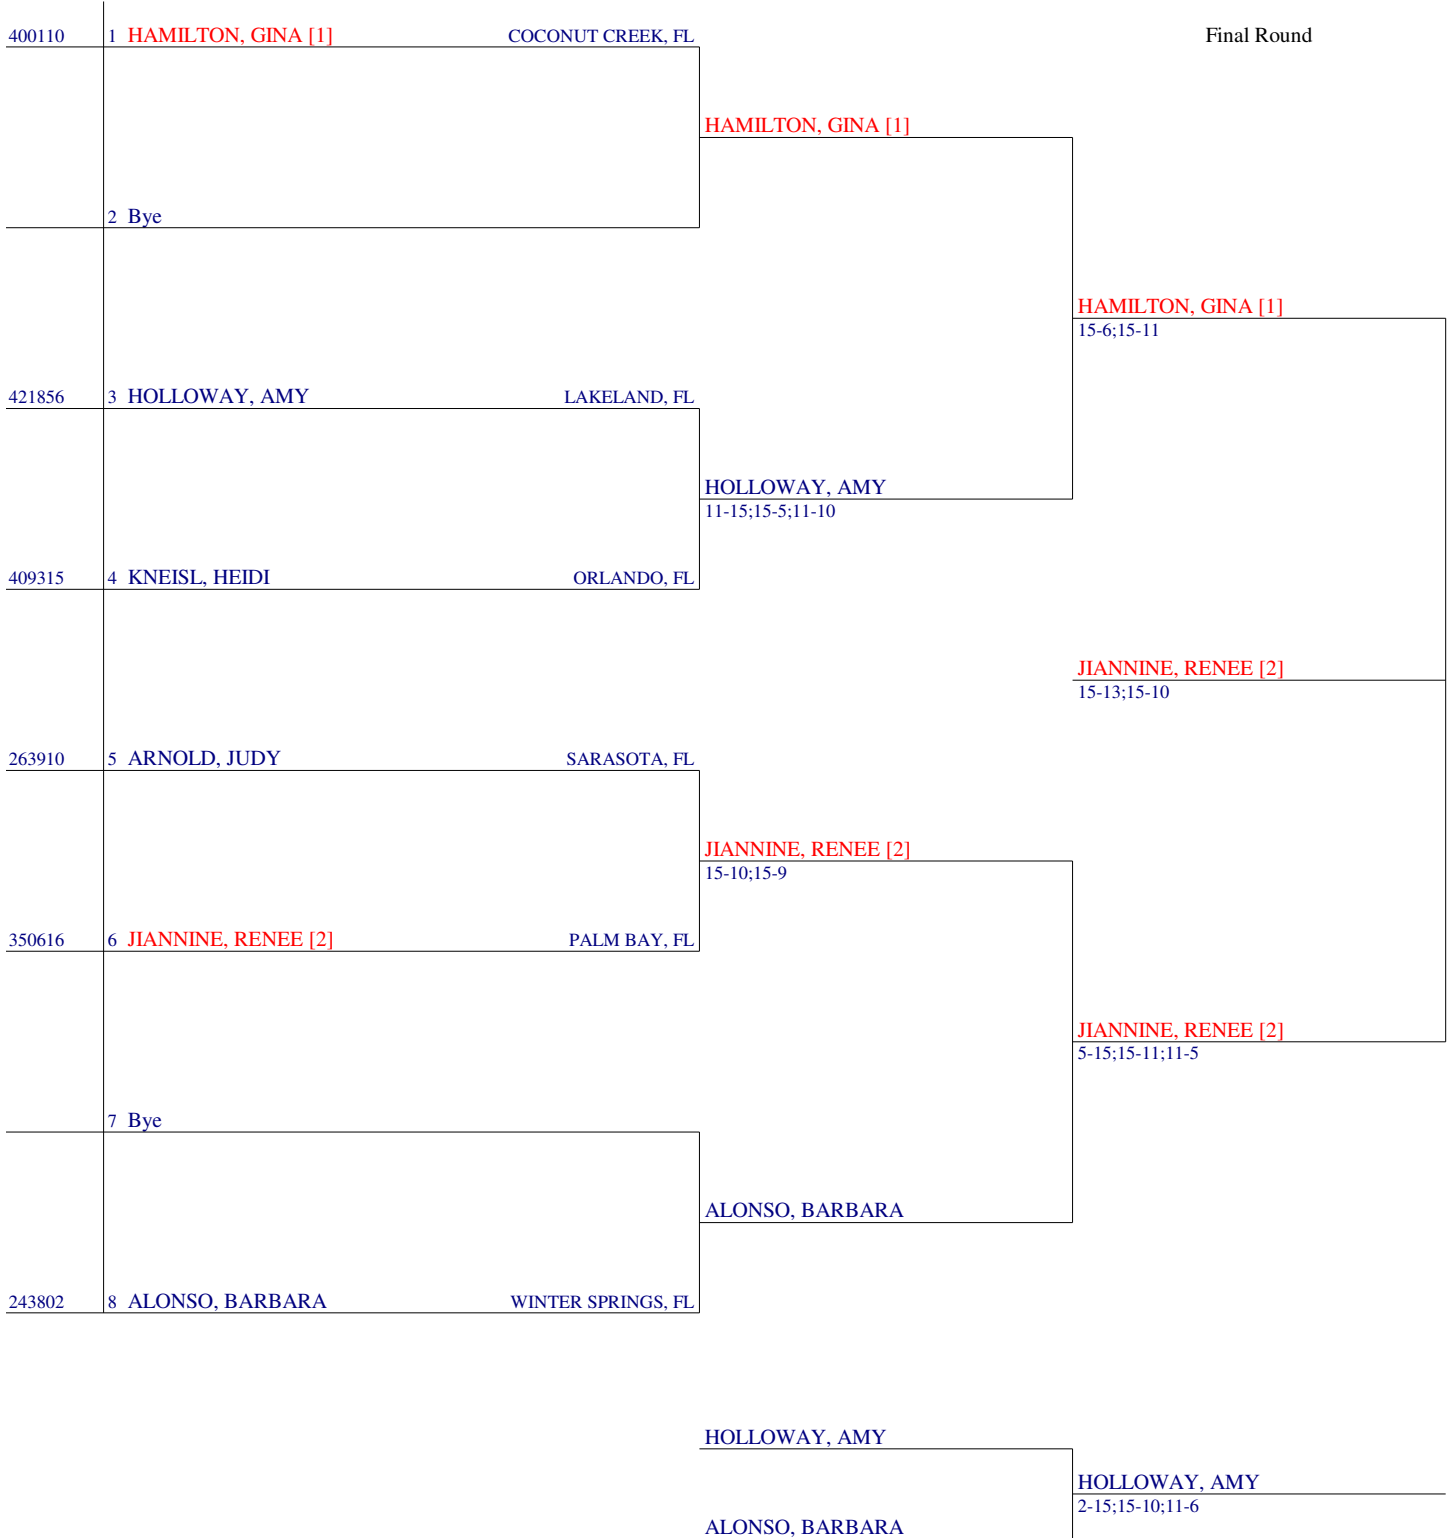 400110 1 HAMILTON, GINA [1] COCONUT CREEK, FL Final Round
HAMILTON, GINA [1]
2 Bye
HAMILTON, GINA [1]
15-6;15-11
421856 3 HOLLOWAY, AMY LAKELAND, FL
HOLLOWAY, AMY
11-15;15-5;11-10
409315 4 KNEISL, HEIDI ORLANDO, FL
JIANNINE, RENEE [2]
15-13;15-10
263910 5 ARNOLD, JUDY SARASOTA, FL
JIANNINE, RENEE [2]
15-10;15-9
350616 6 JIANNINE, RENEE [2] PALM BAY, FL
JIANNINE, RENEE [2]
5-15;15-11;11-5
7 Bye
ALONSO, BARBARA
243802 8 ALONSO, BARBARA WINTER SPRINGS, FL
HOLLOWAY, AMY
HOLLOWAY, AMY
2-15;15-10;11-6
ALONSO, BARBARA